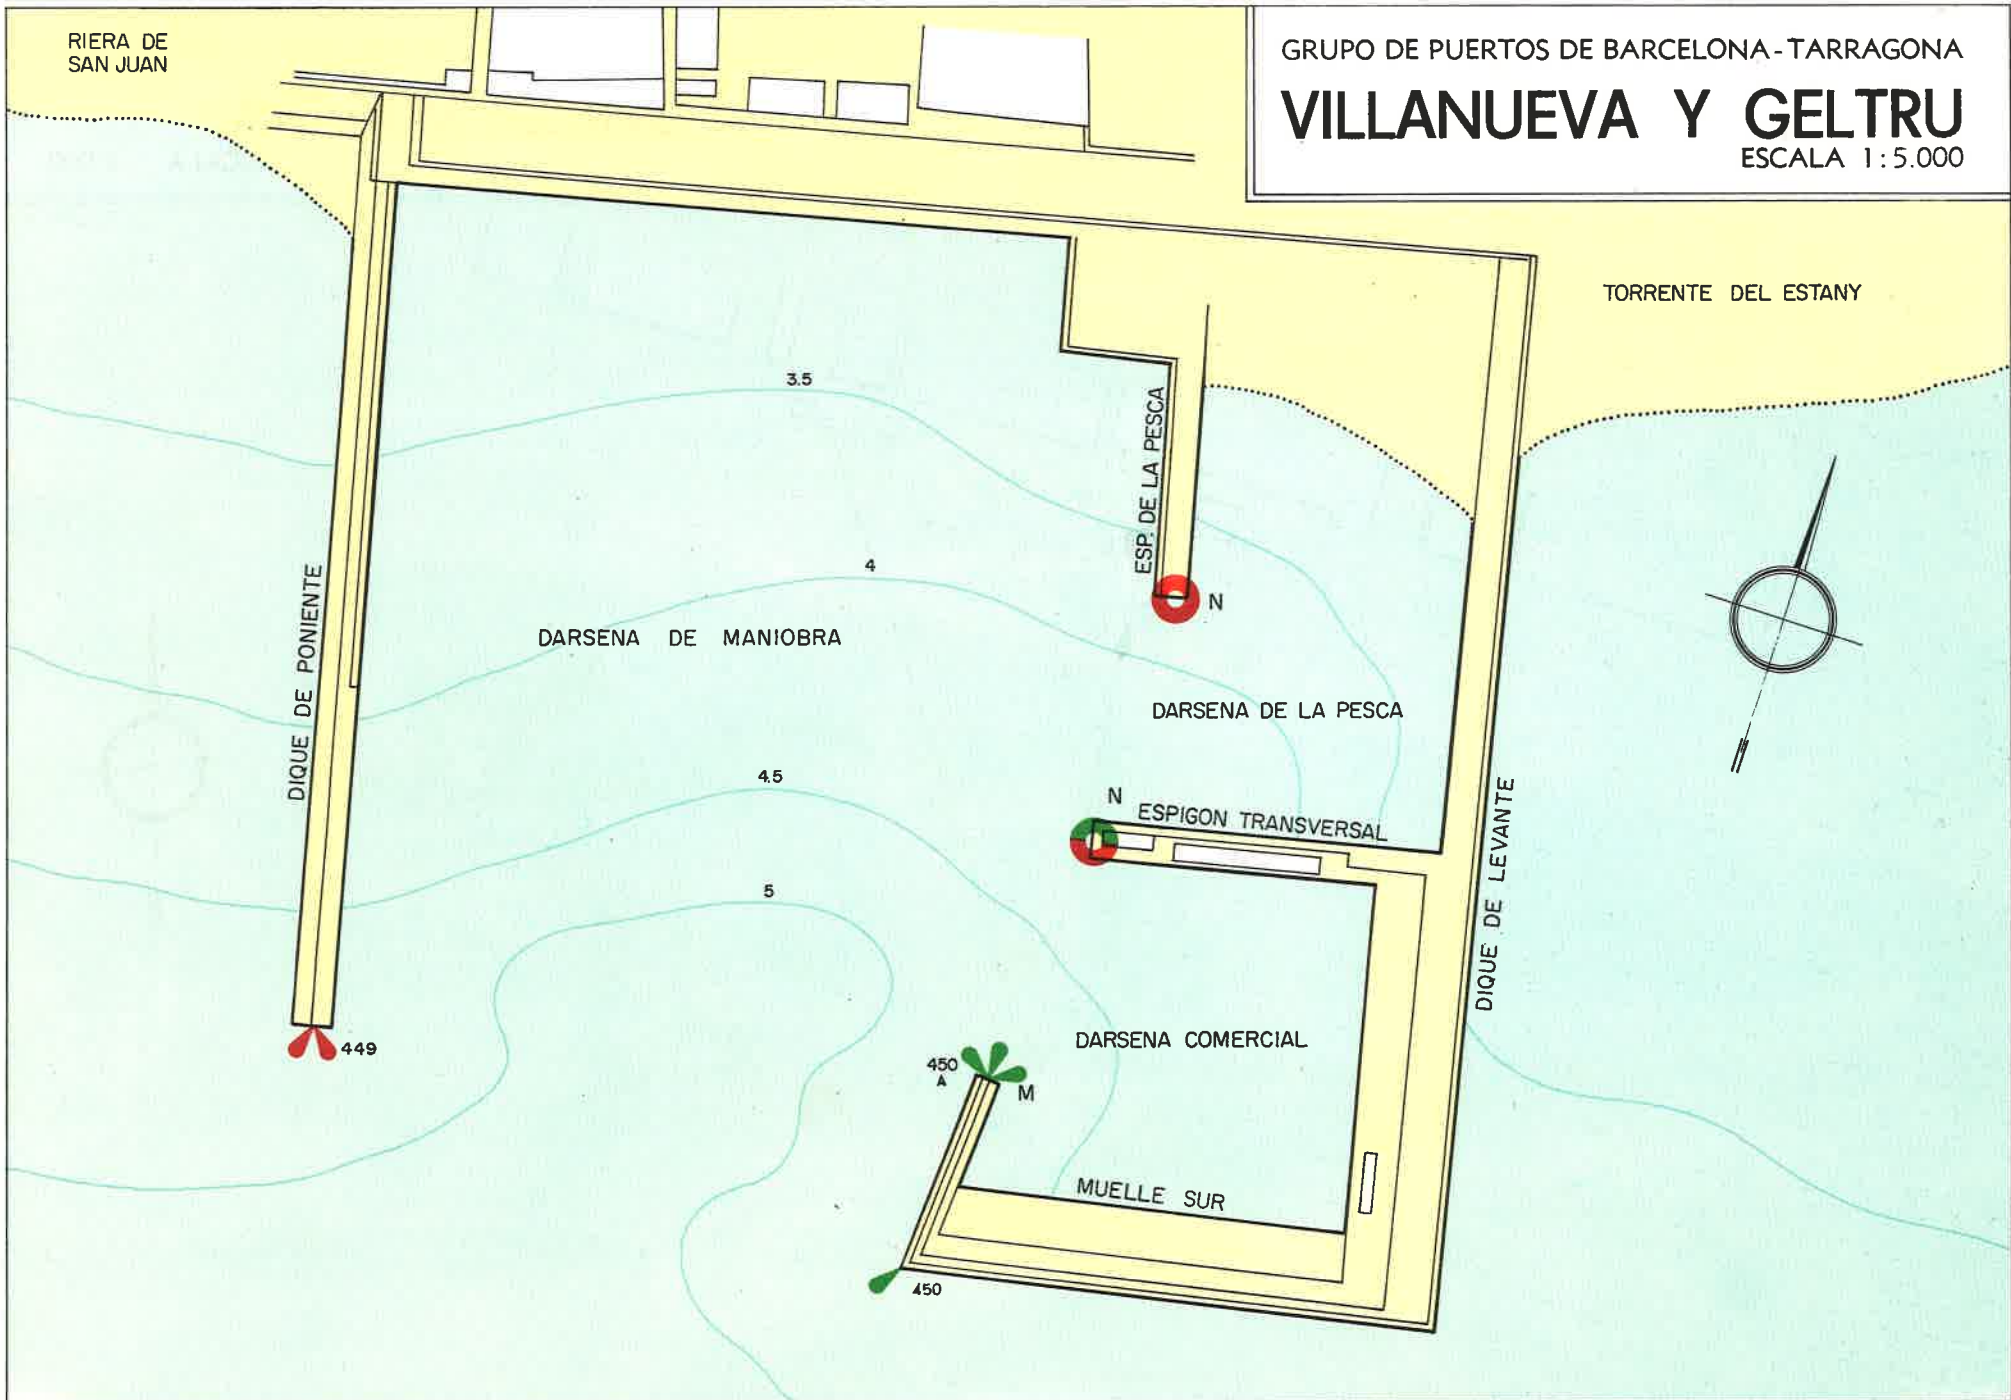 RIERA DE
SAN JUAN
GRUPO DE PUERTOS DE BARCELONA-TARRAGONA
VILLANUEVA Y GELTRU
ESCALA 1:5.000
TORRENTE DEL ESTANY
3.5
ESP. DE LA PESCA
4
N
DIQUE DE PONIENTE
DARSENA DE MANIOBRA
DARSENA DE LA PESCA
4.5
N
ESPIGON TRANSVERSAL
DIQUE DE LEVANTE
5
449
DARSENA COMERCIAL
450
A
M
MUELLE SUR
450